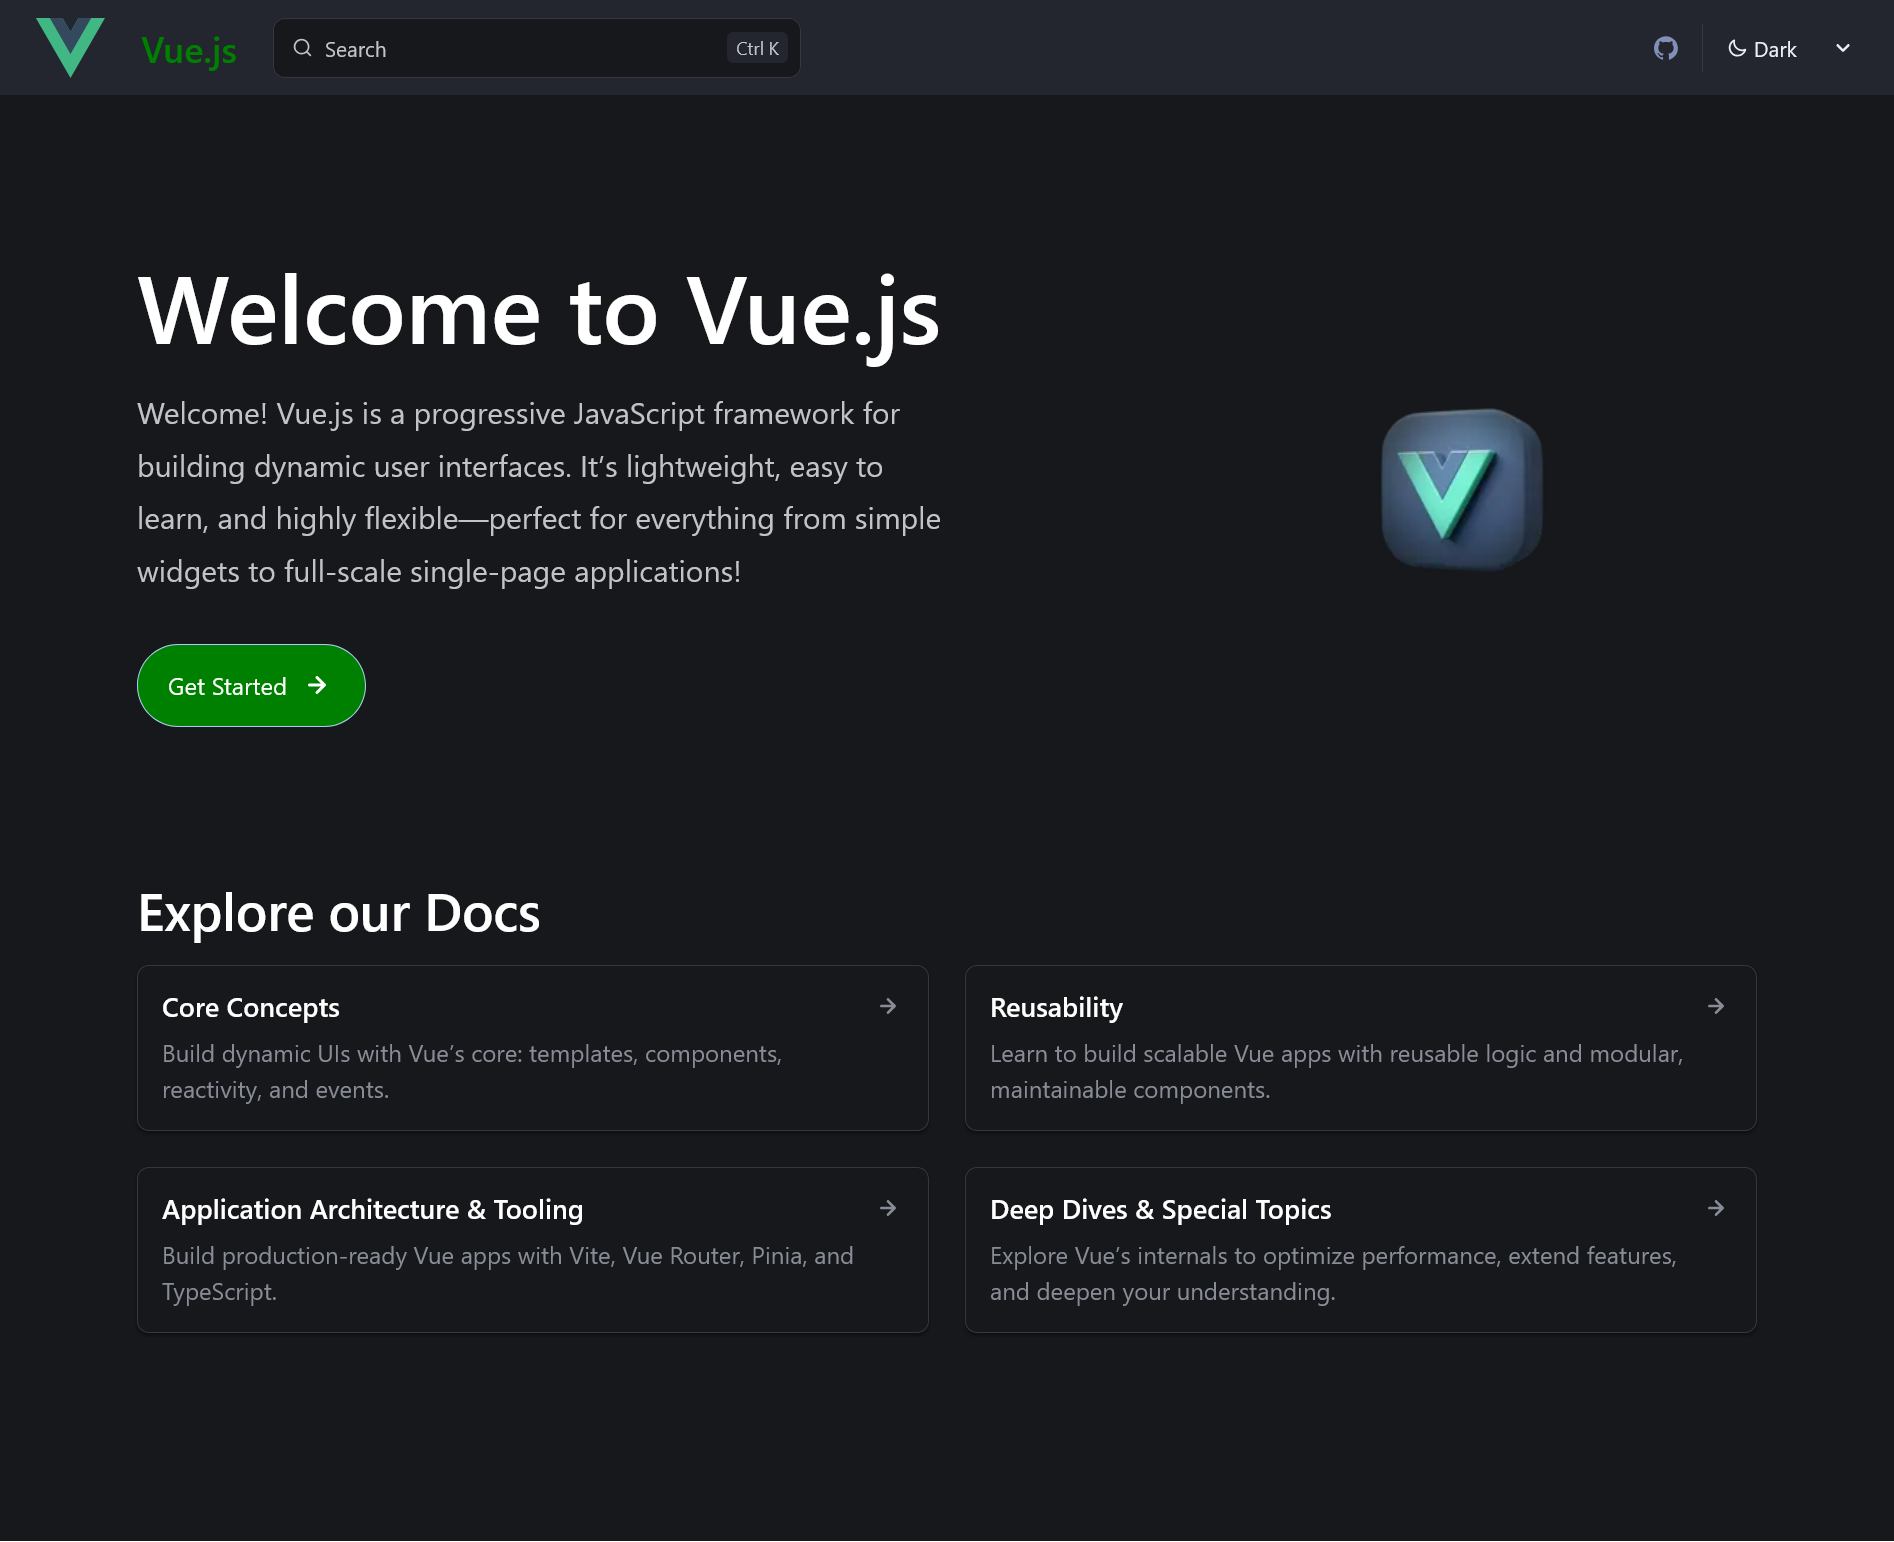 Vue.js
Search
Ctrl K
Dark
Welcome to Vue.js
Welcome! Vue.js is a progressive JavaScript framework for
building dynamic user interfaces. It’s lightweight, easy to
learn, and highly flexible—perfect for everything from simple
widgets to full-scale single-page applications!
Get Started
Explore our Docs
Core Concepts
Build dynamic UIs with Vue’s core: templates, components,
reactivity, and events.
Reusability
Learn to build scalable Vue apps with reusable logic and modular,
maintainable components.
Application Architecture & Tooling
Build production-ready Vue apps with Vite, Vue Router, Pinia, and
TypeScript.
Deep Dives & Special Topics
Explore Vue’s internals to optimize performance, extend features,
and deepen your understanding.